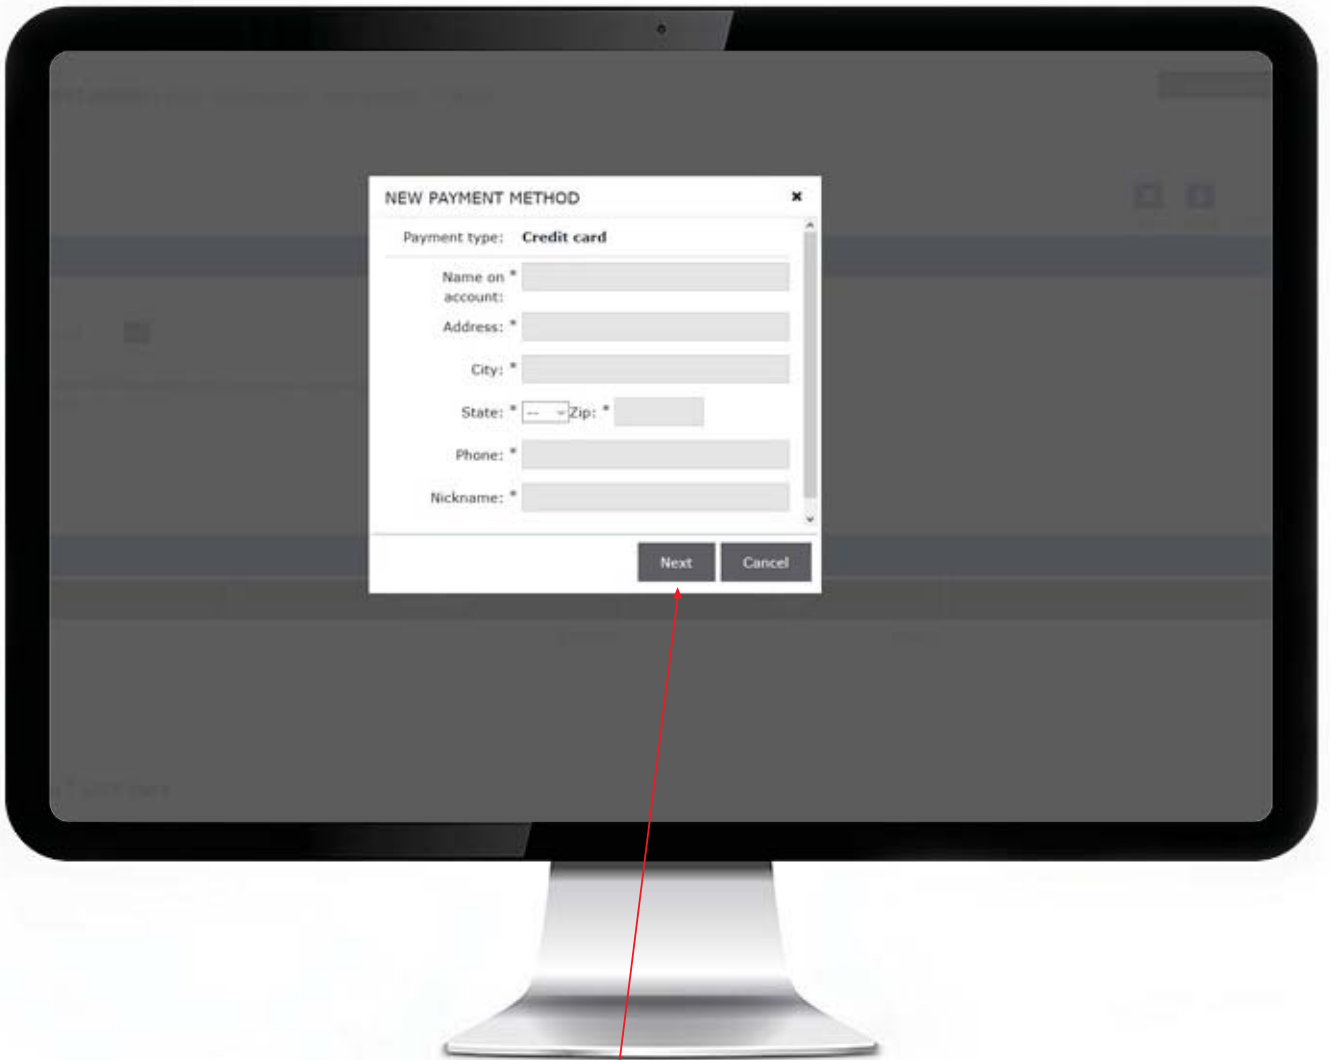 NEW PAYMENT METHOD
Payment type: Credit card
Name on *
account:
Address: *
City: *
State: * -- Zip: *
Phone: *
Nickname: *
Next Cancel